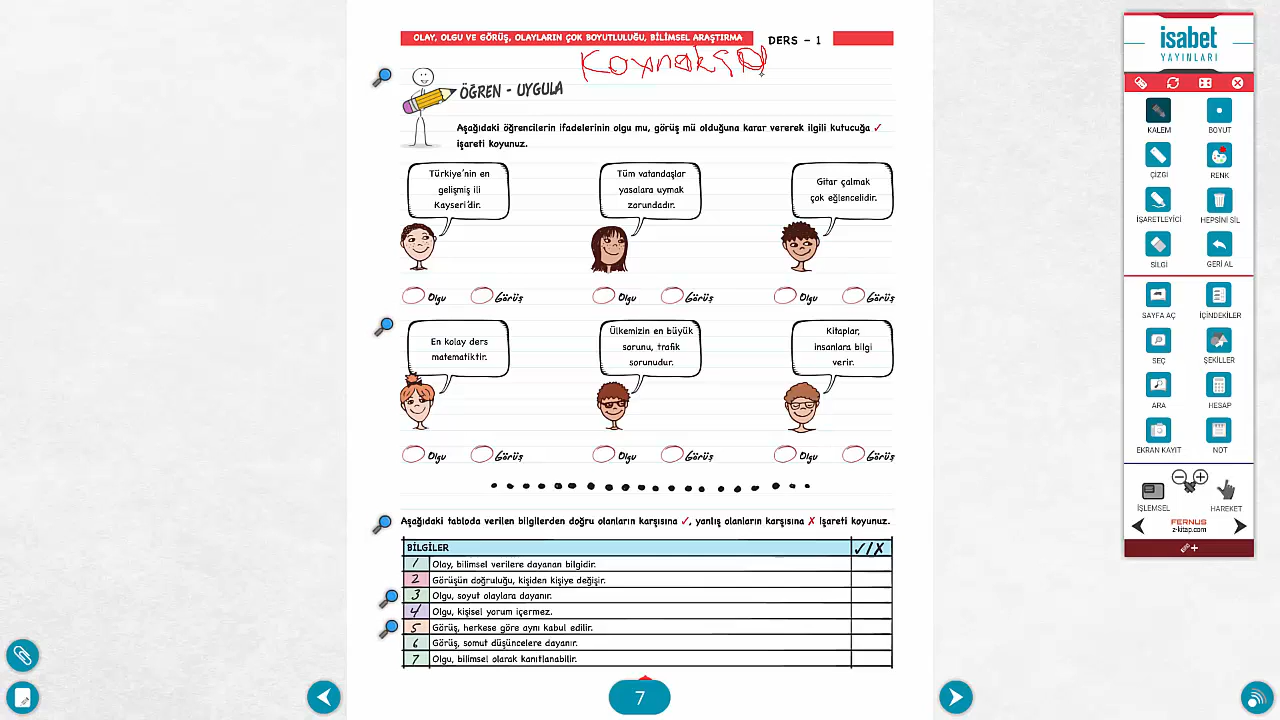 OLAY, OLGU VE GÖRÜŞ, OLAYLARIN ÇOK BOYUTLULUĞU, BİLİMSEL ARAŞTIRMA
DERS – 1
ÖĞREN - UYGULA
Aşağıdaki öğrencilerin ifadelerinin olgu mu, görüş mü olduğuna karar vererek ilgili kutucuğa ✓
işareti koyunuz.
Türkiye'nin en
gelişmiş ili
Kayseri'dir.
Tüm vatandaşlar
yasalara uymak
zorundadır.
Gitar çalmak
çok eğlencelidir.
Olgu
Görüş
Olgu
Görüş
Olgu
Görüş
En kolay ders
matematiktir.
Ülkemizin en büyük
sorunu, trafik
sorunudur.
Kitaplar,
insanlara bilgi
verir.
Olgu
Görüş
Olgu
Görüş
Olgu
Görüş
Aşağıdaki tabloda verilen bilgilerden doğru olanların karşısına ✓, yanlış olanların karşısına ✗ işareti koyunuz.
BİLGİLER ✓/✗
1 Olay, bilimsel verilere dayanan bilgidir.
2 Görüşün doğruluğu, kişiden kişiye değişir.
3 Olgu, soyut olaylara dayanır.
4 Olgu, kişisel yorum içermez.
5 Görüş, herkese göre aynı kabul edilir.
6 Görüş, somut düşüncelere dayanır.
7 Olgu, bilimsel olarak kanıtlanabilir.
7
isabet
YAYINLARI
KALEM
BOYUT
ÇİZGİ
RENK
İŞARETLEYİCİ
HEPSİNİ SİL
SİLGİ
GERİ AL
SAYFA AÇ
İÇİNDEKİLER
SEÇ
ŞEKİLLER
ARA
HESAP
EKRAN KAYIT
NOT
İŞLEMSEL
HAREKET
FERNUS
z-kitap.com